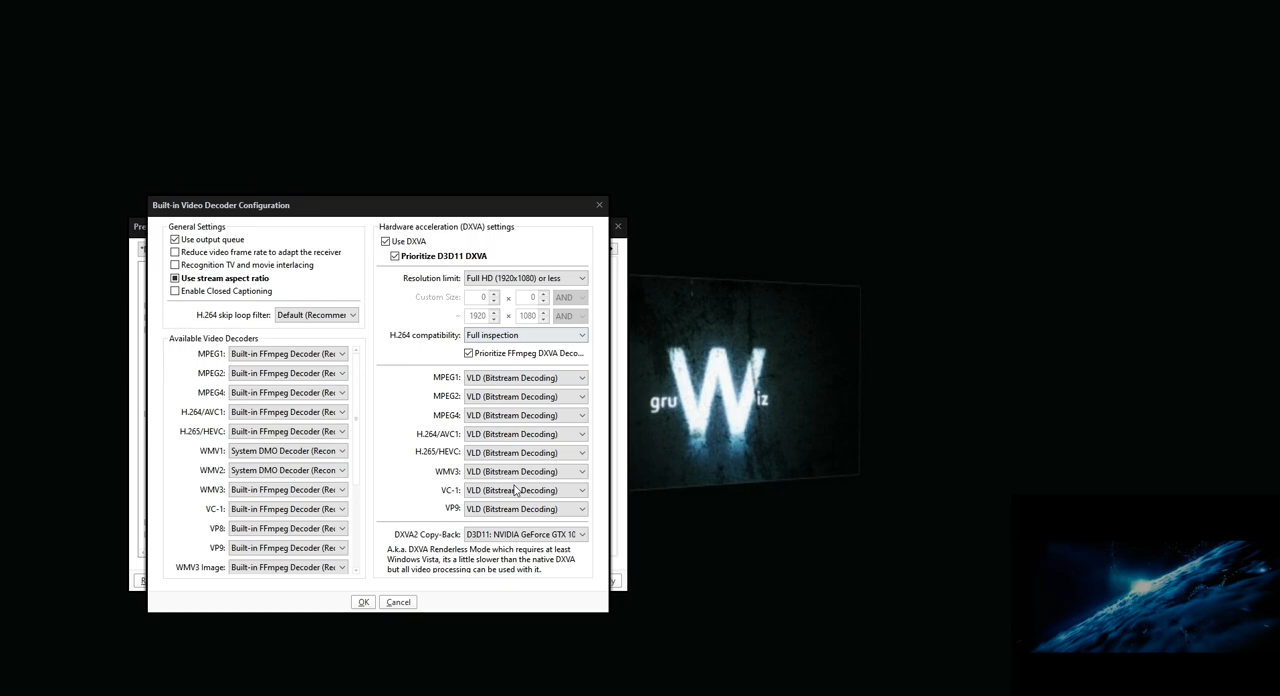 Built-in Video Decoder Configuration
Pre
General Settings
Use output queue
Reduce video frame rate to adapt the receiver
Recognition TV and movie interlacing
Use stream aspect ratio
Enable Closed Captioning
H.264 skip loop filter: Default (Recommer
Available Video Decoders
MPEG1: Built-in FFmpeg Decoder (Rec
MPEG2: Built-in FFmpeg Decoder (Rec
MPEG4: Built-in FFmpeg Decoder (Rec
H.264/AVC1: Built-in FFmpeg Decoder (Rec
H.265/HEVC: Built-in FFmpeg Decoder (Rec
WMV1: System DMO Decoder (Recon
WMV2: System DMO Decoder (Recon
WMV3: Built-in FFmpeg Decoder (Rec
VC-1: Built-in FFmpeg Decoder (Rec
VP8: Built-in FFmpeg Decoder (Rec
VP9: Built-in FFmpeg Decoder (Rec
WMV3 Image: Built-in FFmpeg Decoder (Rec
Hardware acceleration (DXVA) settings
Use DXVA
Prioritize D3D11 DXVA
Resolution limit: Full HD (1920x1080) or less
Custom Size: 0 x 0 AND
~ 1920 x 1080 AND
H.264 compatibility: Full inspection
Prioritize FFmpeg DXVA Deco...
MPEG1: VLD (Bitstream Decoding)
MPEG2: VLD (Bitstream Decoding)
MPEG4: VLD (Bitstream Decoding)
H.264/AVC1: VLD (Bitstream Decoding)
H.265/HEVC: VLD (Bitstream Decoding)
WMV3: VLD (Bitstream Decoding)
VC-1: VLD (Bitstream Decoding)
VP9: VLD (Bitstream Decoding)
DXVA2 Copy-Back: D3D11: NVIDIA GeForce GTX 10
A.k.a. DXVA Renderless Mode which requires at least
Windows Vista, its a little slower than the native DXVA
but all video processing can be used with it.
OK Cancel
gru W iz